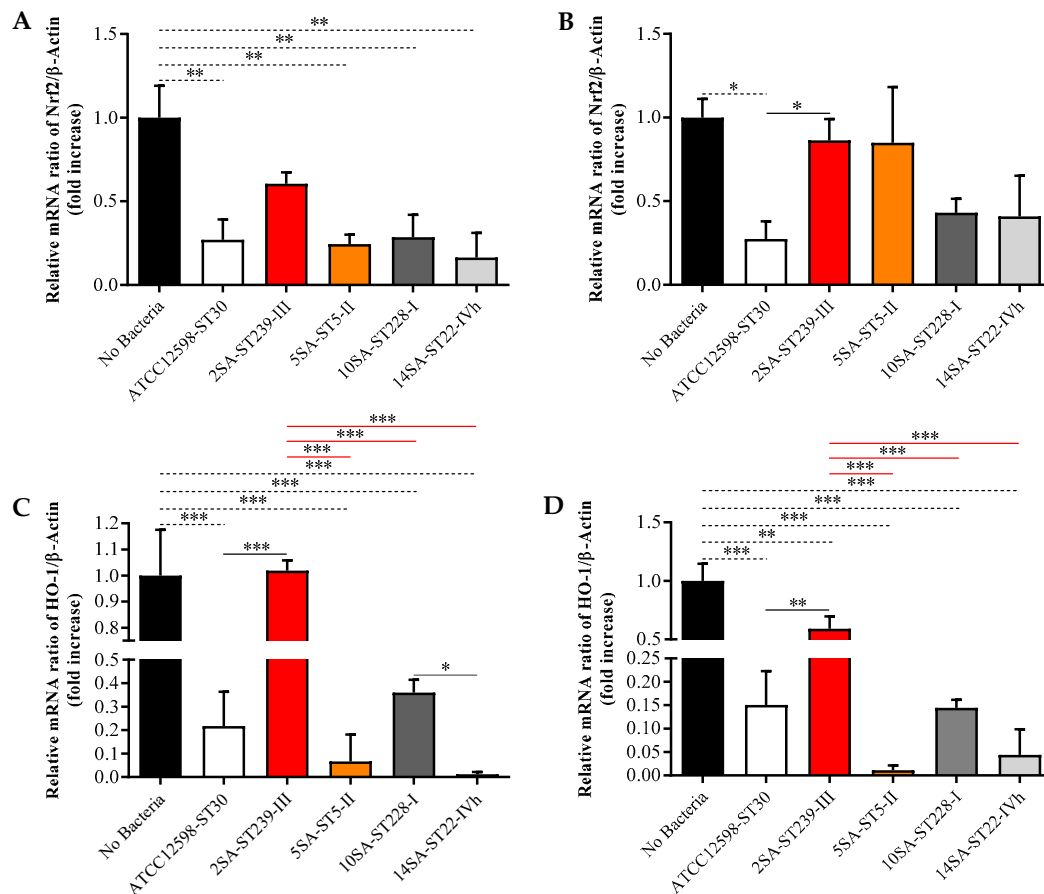 A
Relative mRNA ratio of Nrf2/β-Actin
(fold increase)
**
**
**
**
1.5
1.0
0.5
0.0
No Bacteria
ATCC12598-ST30
2SA-ST239-III
5SA-ST5-II
10SA-ST228-I
14SA-ST22-IVh
B
Relative mRNA ratio of Nrf2/β-Actin
(fold increase)
*
*
1.5
1.0
0.5
0.0
No Bacteria
ATCC12598-ST30
2SA-ST239-III
5SA-ST5-II
10SA-ST228-I
14SA-ST22-IVh
C
Relative mRNA ratio of HO-1/β-Actin
(fold increase)
***
***
***
***
***
***
***
***
*
1.2
1.1
1.0
0.9
0.8
0.5
0.4
0.3
0.2
0.1
0.0
No Bacteria
ATCC12598-ST30
2SA-ST239-III
5SA-ST5-II
10SA-ST228-I
14SA-ST22-IVh
D
Relative mRNA ratio of HO-1/β-Actin
(fold increase)
***
***
***
***
***
***
**
***
**
1.5
1.0
0.5
0.25
0.20
0.15
0.10
0.05
0.00
No Bacteria
ATCC12598-ST30
2SA-ST239-III
5SA-ST5-II
10SA-ST228-I
14SA-ST22-IVh